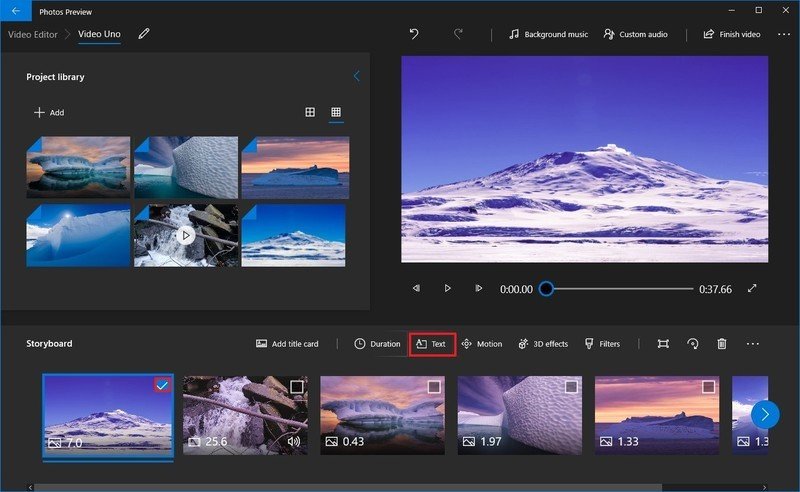 Photos Preview
Video Editor
Video Uno
Background music
Custom audio
Finish video
Project library
Add
0:00.00
0:37.66
Storyboard
Add title card
Duration
Text
Motion
3D effects
Filters
7.0
25.6
0.43
1.97
1.33